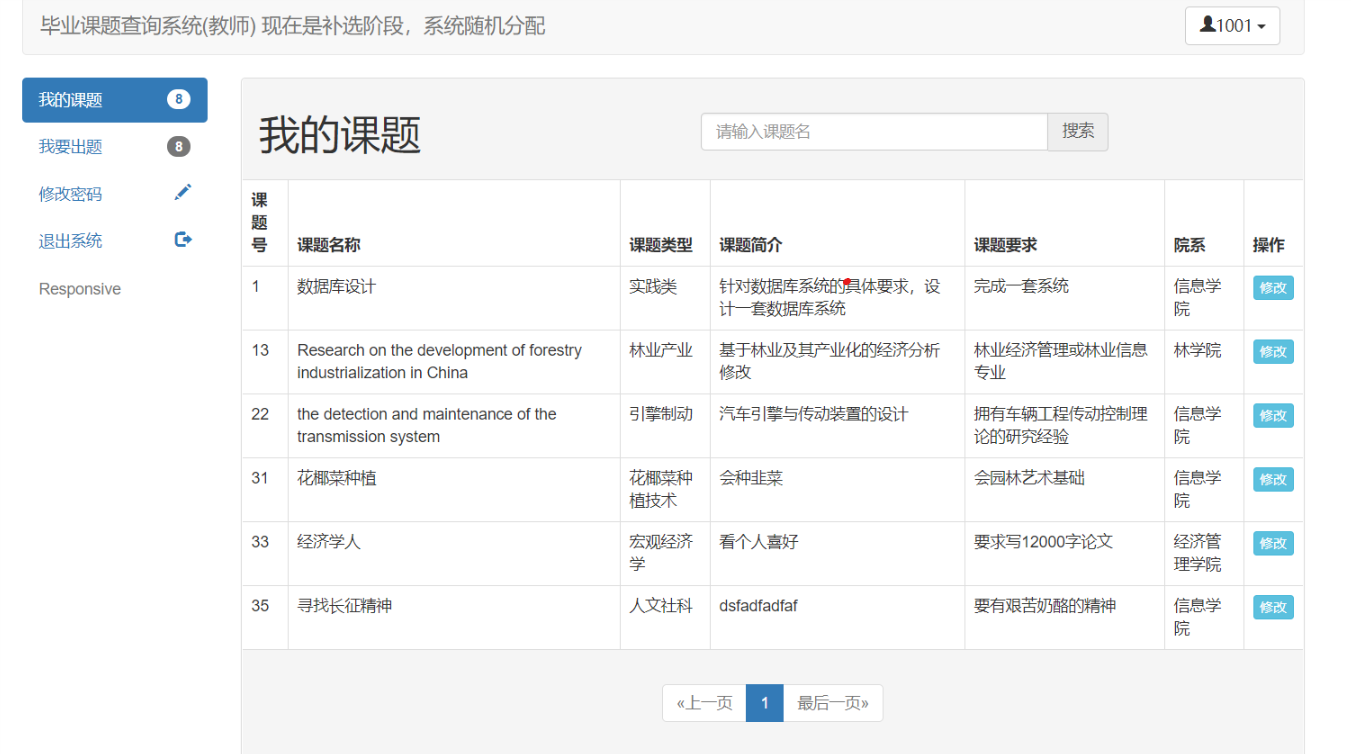 毕业课题查询系统(教师) 现在是补选阶段，系统随机分配
1001
我的课题 8
我要出题 8
修改密码
退出系统
Responsive
我的课题
请输入课题名 搜索
课题号 课题名称 课题类型 课题简介 课题要求 院系 操作
1 数据库设计 实践类 针对数据库系统的具体要求，设计一套数据库系统 完成一套系统 信息学院 修改
13 Research on the development of forestry industrialization in China 林业产业 基于林业及其产业化的经济分析修改 林业经济管理或林业信息专业 林学院 修改
22 the detection and maintenance of the transmission system 引擎制动 汽车引擎与传动装置的设计 拥有车辆工程传动控制理论的研究经验 信息学院 修改
31 花椰菜种植 花椰菜种植技术 会种韭菜 会园林艺术基础 信息学院 修改
33 经济学人 宏观经济学 看个人喜好 要求写12000字论文 经济管理学院 修改
35 寻找长征精神 人文社科 dsfadfadfaf 要有艰苦奶酪的精神 信息学院 修改
«上一页 1 最后一页»